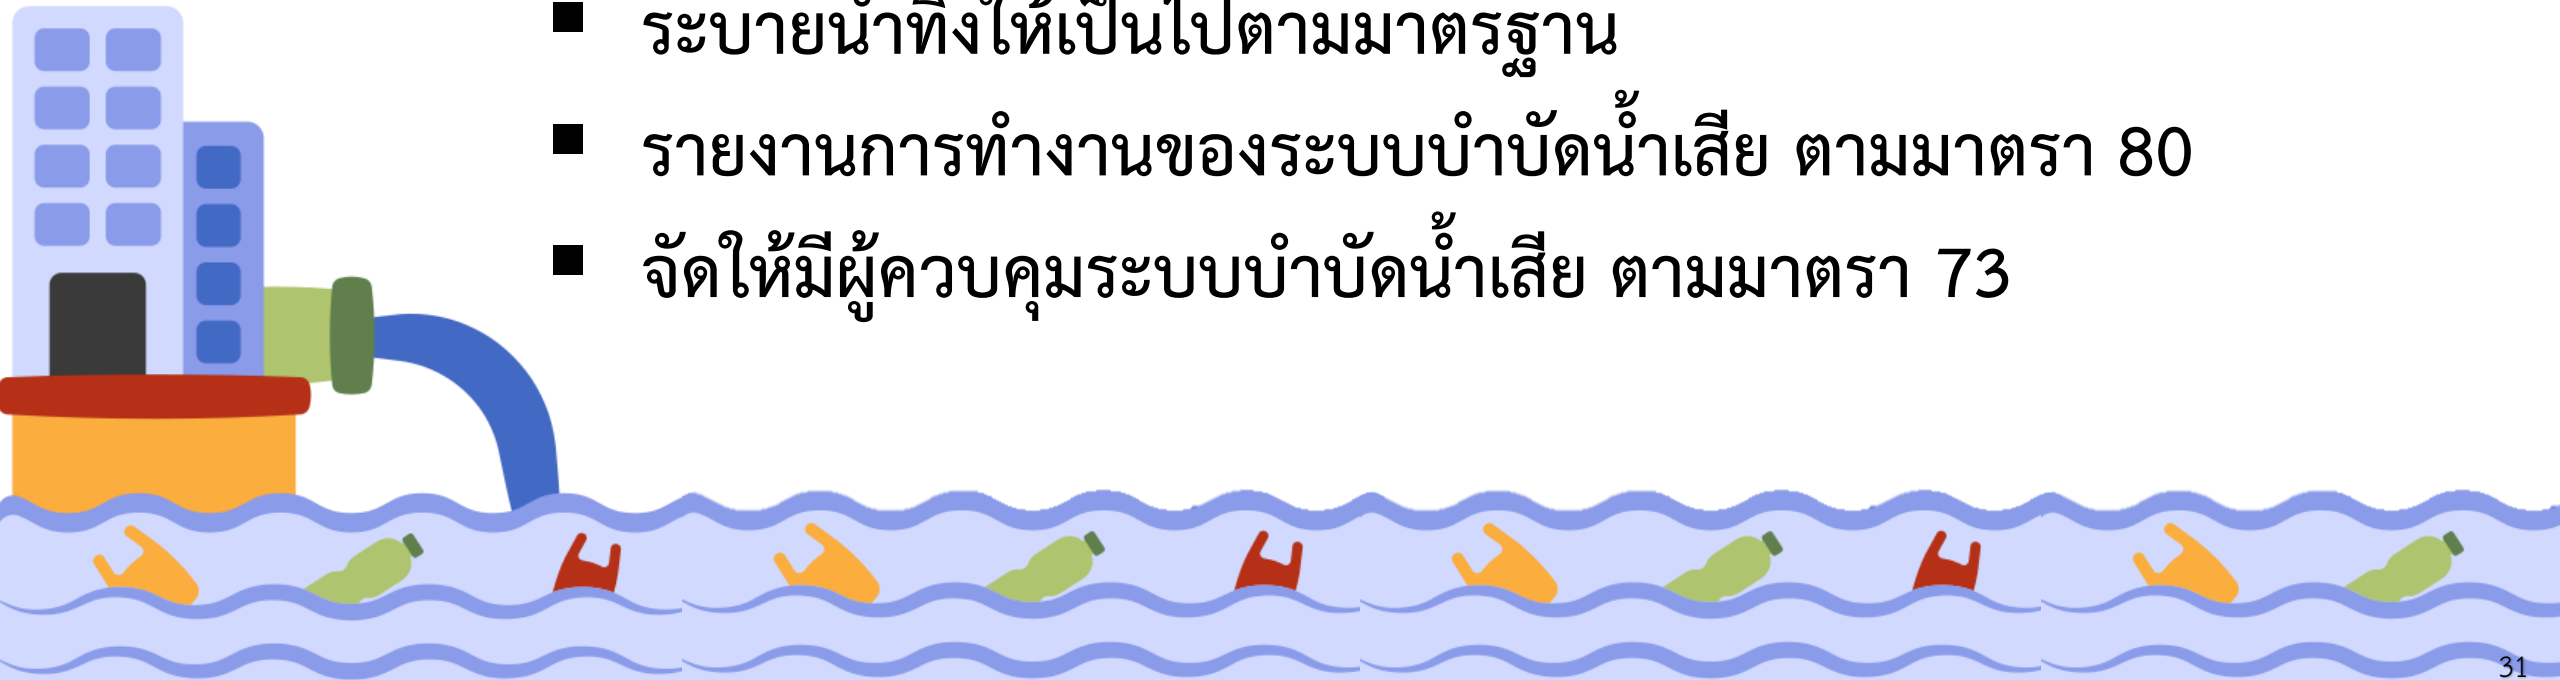 ▪ ระบายน้ำทิ้งให้เป็นไปตามมาตรฐาน
▪ รายงานการทำงานของระบบบำบัดน้ำเสีย ตามมาตรา 80
▪ จัดให้มีผู้ควบคุมระบบบำบัดน้ำเสีย ตามมาตรา 73
31